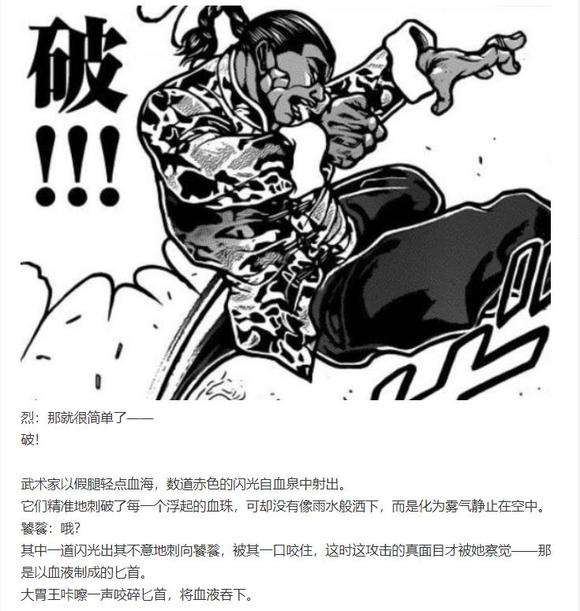 破
!!!
烈：那就很简单了——
破！
武术家以假腿轻点血海，数道赤色的闪光自血泉中射出。
它们精准地刺破了每一个浮起的血珠，可却没有像雨水般洒下，而是化为雾气静止在空中。
饕餮：哦？
其中一道闪光出其不意地刺向饕餮，被其一口咬住，这时这攻击的真面目才被她察觉——那
是以血液制成的匕首。
大胃王咔嚓一声咬碎匕首，将血液吞下。